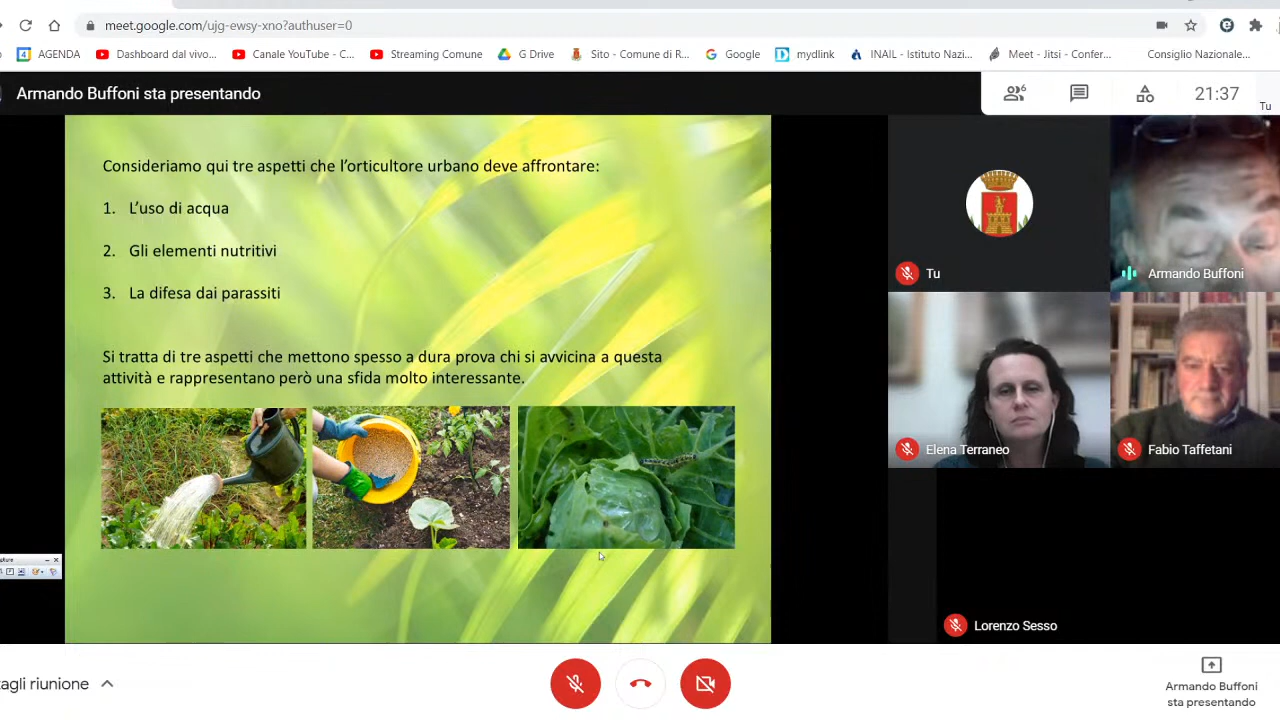 meet.google.com/ujg-ewsy-xno?authuser=0
AGENDA
Dashboard dal vivo...
Canale YouTube - C...
Streaming Comune
G Drive
Sito - Comune di R...
Google
mydlink
INAIL - Istituto Nazi...
Meet - Jitsi - Confer...
Consiglio Nazionale...
Armando Buffoni sta presentando
6
21:37
Tu
Consideriamo qui tre aspetti che l'orticultore urbano deve affrontare:
1. L'uso di acqua
2. Gli elementi nutritivi
3. La difesa dai parassiti
Si tratta di tre aspetti che mettono spesso a dura prova chi si avvicina a questa
attività e rappresentano però una sfida molto interessante.
Tu
Armando Buffoni
Elena Terraneo
Fabio Taffetani
Lorenzo Sesso
tagli riunione
Armando Buffoni
sta presentando